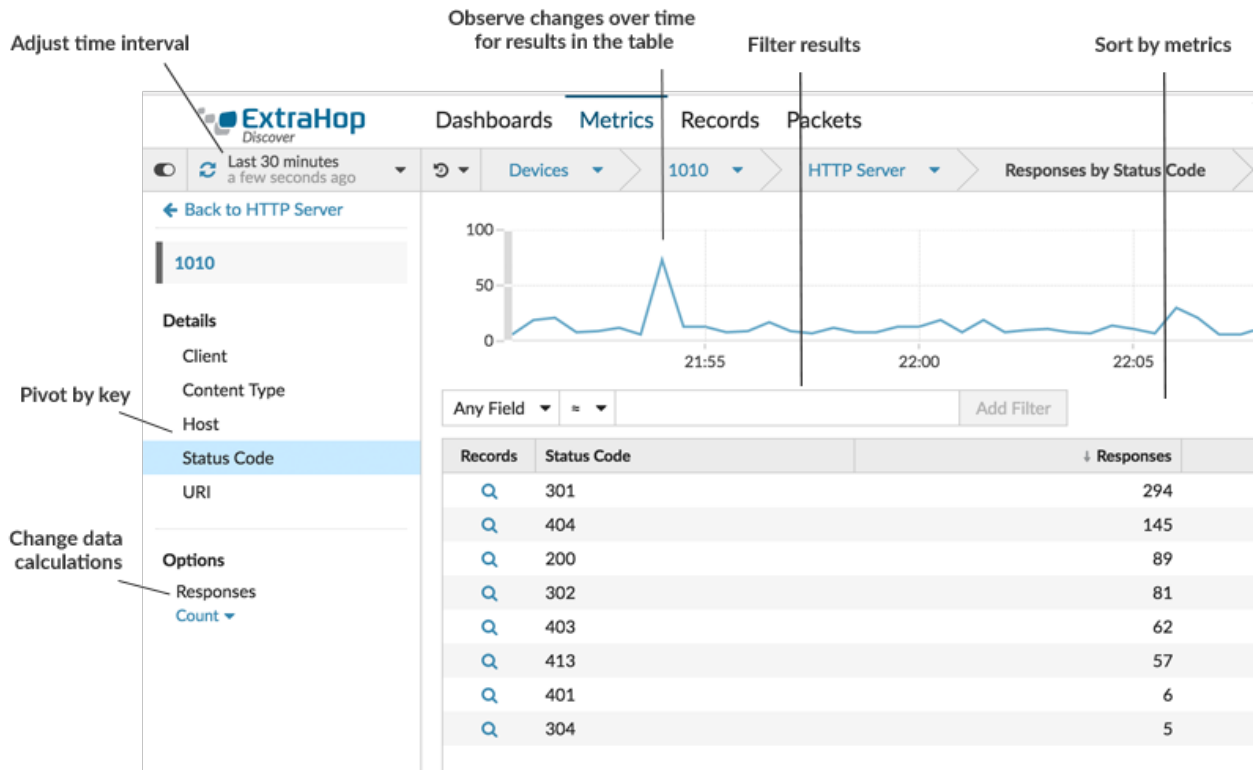 Observe changes over time
for results in the table
Adjust time interval
Filter results
Sort by metrics
ExtraHop
Discover
Dashboards
Metrics
Records
Packets
Last 30 minutes
a few seconds ago
Devices
1010
HTTP Server
Responses by Status Code
Back to HTTP Server
1010
Details
Client
Content Type
Host
Status Code
URI
Pivot by key
Change data
calculations
Options
Responses
Count
100
50
0
21:55
22:00
22:05
Any Field
≈
Add Filter
Records Status Code ↓ Responses
301 294
404 145
200 89
302 81
403 62
413 57
401 6
304 5